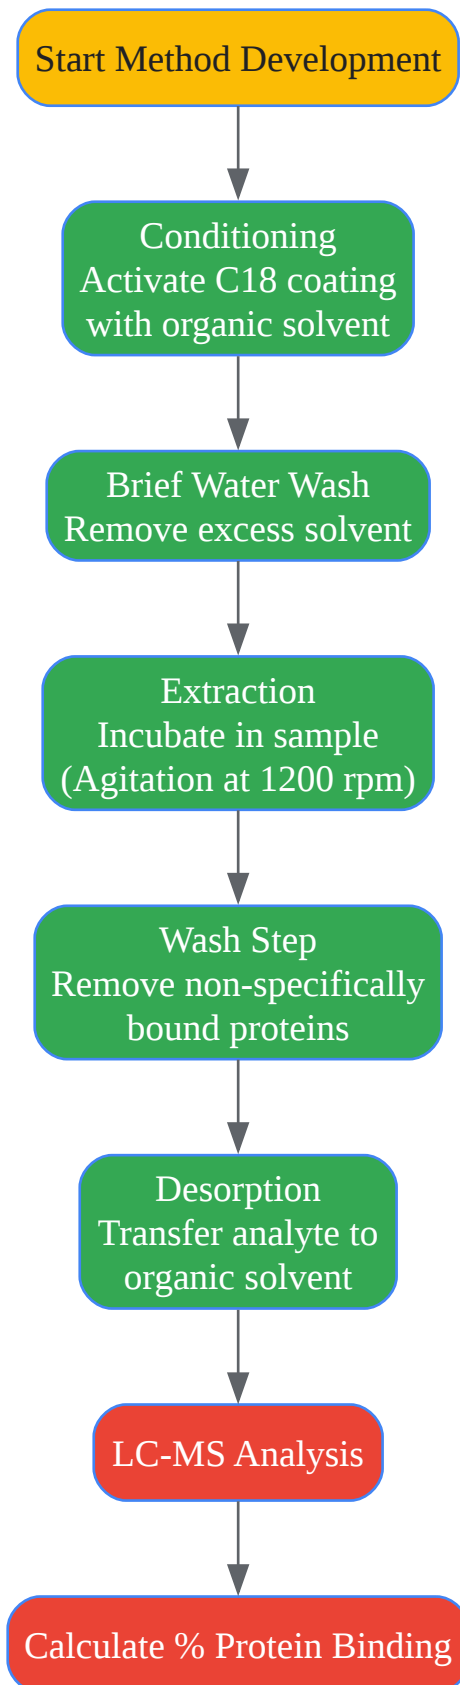 Start Method Development
Conditioning
Activate C18 coating
with organic solvent
Brief Water Wash
Remove excess solvent
Extraction
Incubate in sample
(Agitation at 1200 rpm)
Wash Step
Remove non-specifically
bound proteins
Desorption
Transfer analyte to
organic solvent
LC-MS Analysis
Calculate % Protein Binding